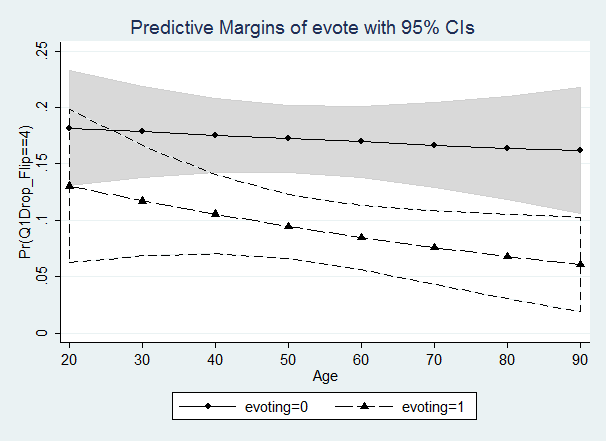 Predictive Margins of evote with 95% CIs
Pr(Q1Drop_Flip==4)
.25
.2
.15
.1
.05
0
20 30 40 50 60 70 80 90
Age
evoting=0 evoting=1